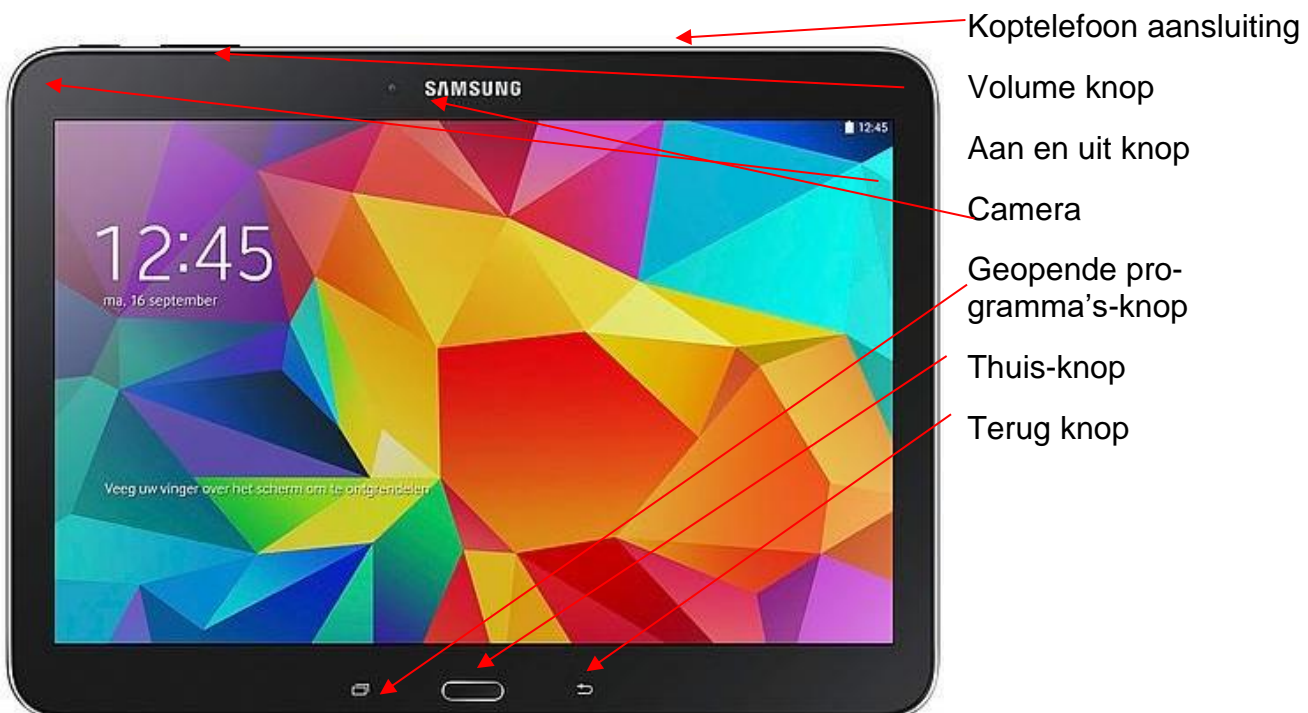 Koptelefoon aansluiting
Volume knop
SAMSUNG
12:45
Aan en uit knop
Camera
12:45
ma, 16 september
Geopende pro-
gramma's-knop
Thuis-knop
Terug knop
Veeg uw vinger over het scherm om te ontgrendelen